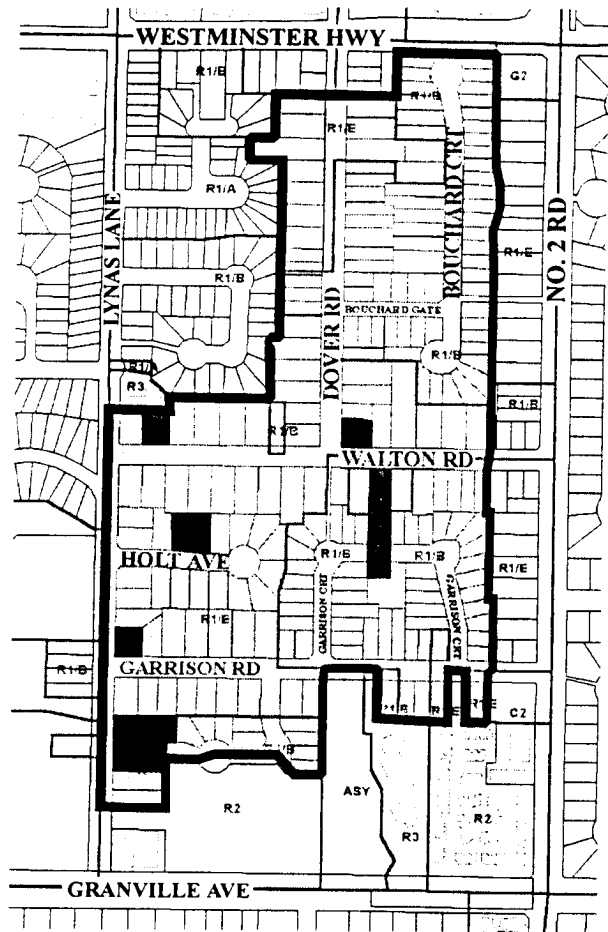 WESTMINSTER HWY
R1/B
G2
R1/B
R1/E
BOUCHARD CRT
R1/A
LYNAS LANE
R1/E
NO. 2 RD
R1/B
DOVER RD
BOUCHARD GATE
R1/B
R1/A
R3
R1/B
R1/E
WALTON RD
R1/B
R1/B
R1/E
HOLT AVE
GARRISON CRT
GARRISON CRT
R1/E
R1/B
GARRISON RD
R1/E
R1/E
C2
ASY
R2
R3
R2
GRANVILLE AVE